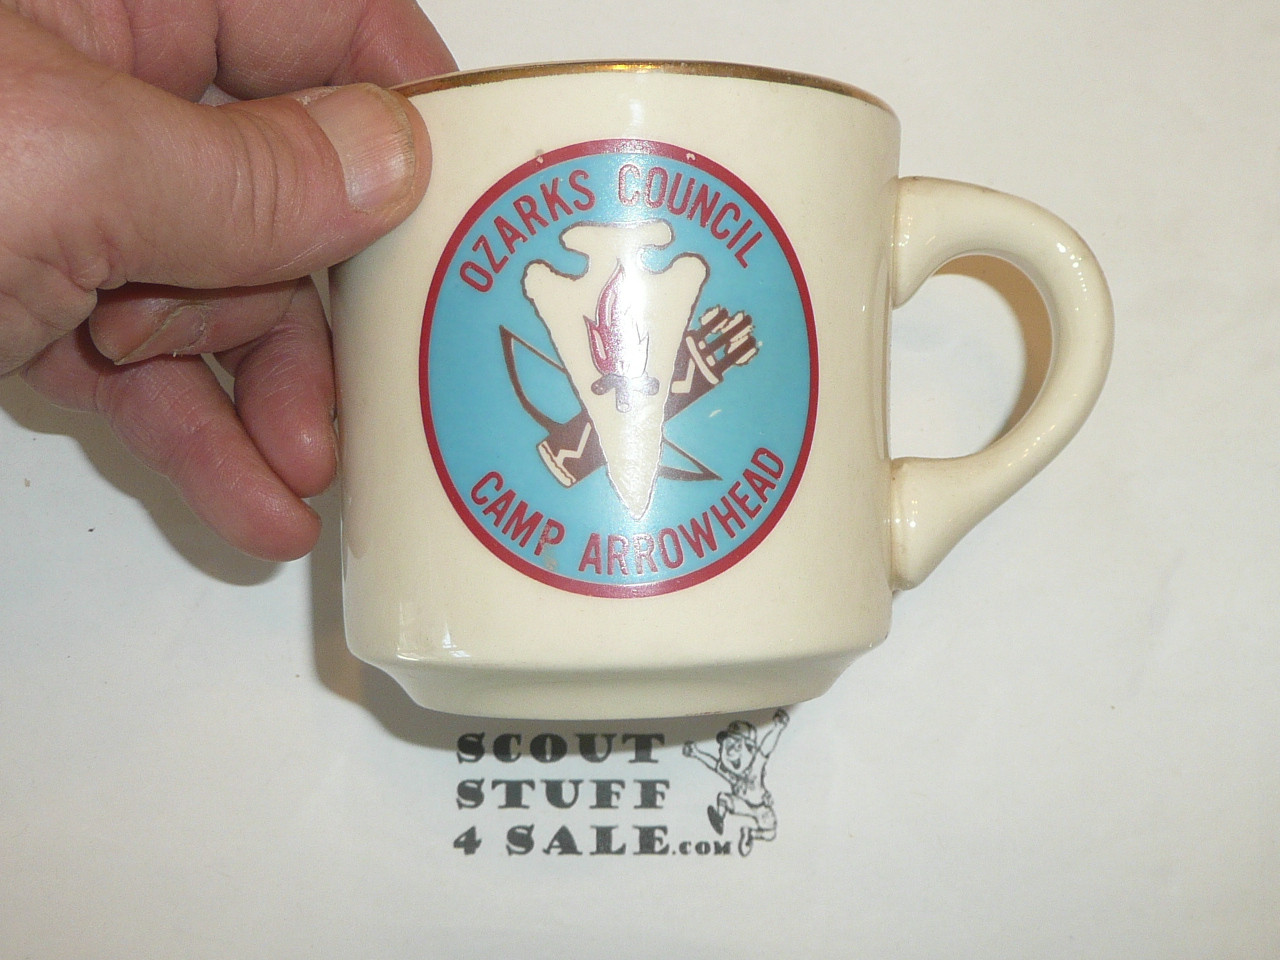 OZARKS COUNCIL
CAMP ARROWHEAD
SCOUT
STUFF
4 SALE.COM